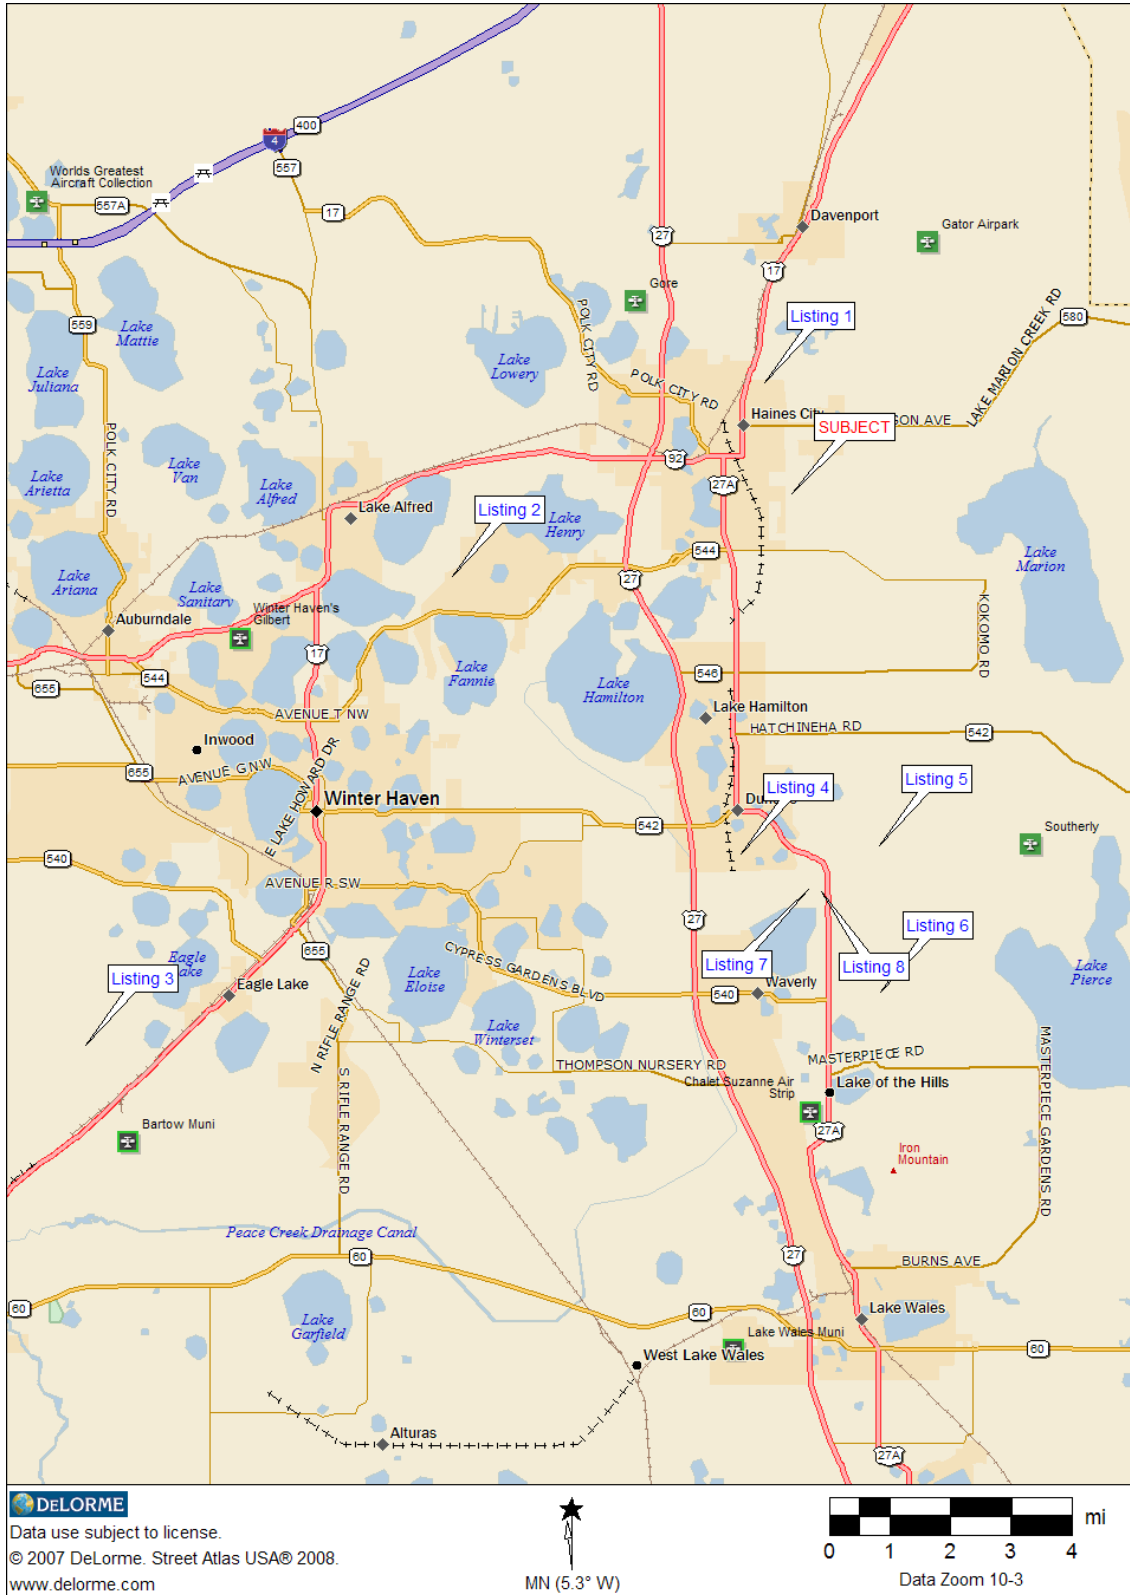 400
4
557
Worlds Greatest
Aircraft Collection
557A
17
Davenport
27
Gator Airpark
17
Gore
Listing 1
580
559
Lake
Mattie
POLK CITY RD
LAKE MARION CREEK RD
Lake
Lowery
Lake
Juliana
POLK CITY RD
Haines City
SON AVE
SUBJECT
POLK CITY RD
Lake
Van
92
Lake
Arietta
Lake
Alfred
27A
Listing 2
Lake Alfred
Lake
Henry
544
Lake
Marion
Lake
Ariana
27
Lake
Sanitary
Winter Haven's
Gilbert
Auburndale
KOKOMO RD
17
Lake
Fannie
546
544
655
Lake
Hamilton
AVENUE T NW
Lake Hamilton
HATCHINEHA RD
542
Inwood
AVENUE G NW
655
E LAKE HOWARD DR
Listing 4
Listing 5
Winter Haven
542
Du
Southerly
540
AVENUE R SW
27
Listing 6
655
CYPRESS GARDENS BLVD
Eagle
ake
Listing 3
Listing 7
Listing 8
Lake
Pierce
Eagle Lake
Lake
Eloise
540
Waverly
N RIFLE RANGE RD
Lake
Winterset
THOMPSON NURSERY RD
MASTERPIECE RD
MASTERPIECE GARDENS RD
Chalet Suzanne Air
Strip
Lake of the Hills
S RIFLE RANGE RD
Bartow Muni
27A
Iron
Mountain
Peace Creek Drainage Canal
60
27
BURNS AVE
60
60
Lake
Garfield
Lake Wales
Lake Wales Muni
60
West Lake Wales
Alturas
27A
DELORME
Data use subject to license.
© 2007 DeLorme. Street Atlas USA® 2008.
www.delorme.com
MN (5.3° W)
mi
0 1 2 3 4
Data Zoom 10-3